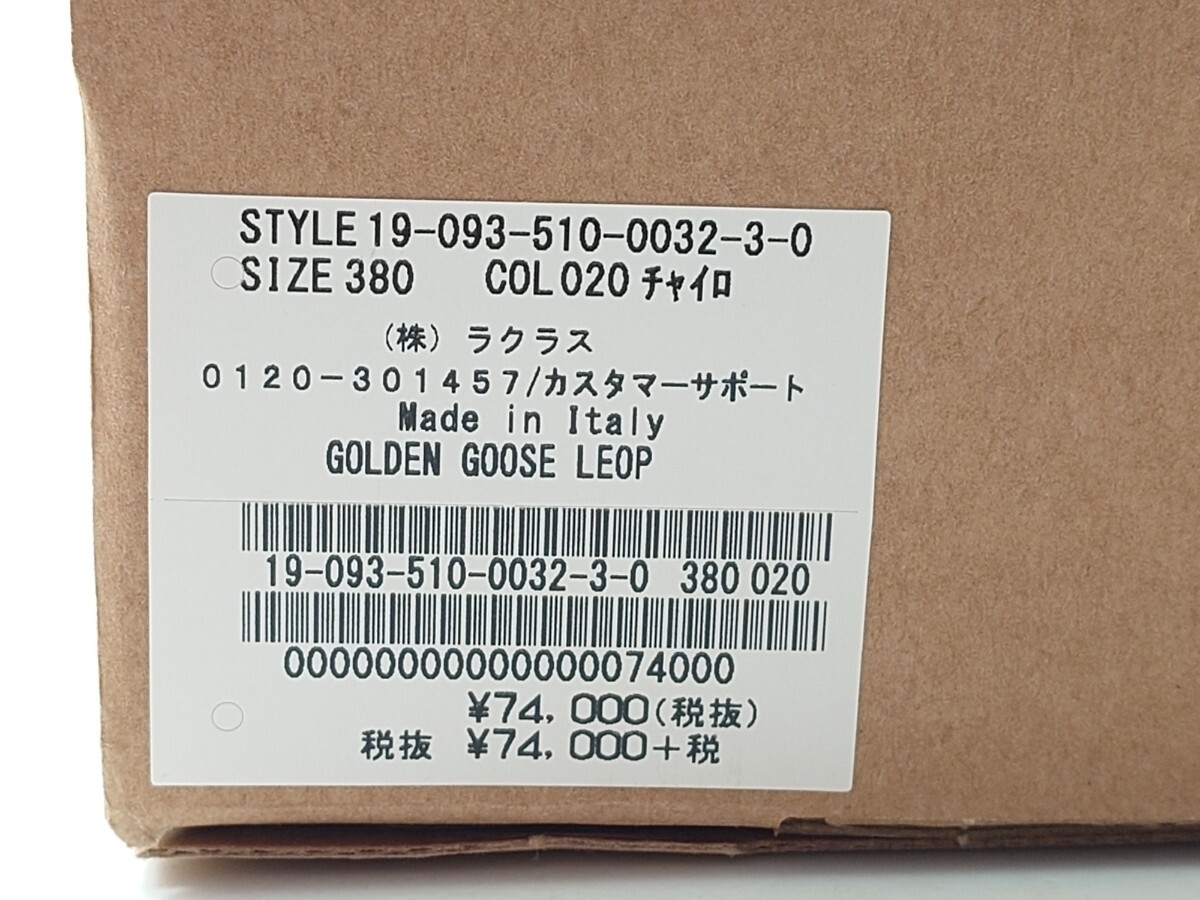 STYLE 19-093-510-0032-3-0
SIZE 380 COL 020 チャイロ
(株) ラクラス
0120-301457/カスタマーサポート
Made in Italy
GOLDEN GOOSE LEOP
19-093-510-0032-3-0 380 020
00000000000000074000
¥74,000(税抜)
税抜 ¥74,000+税